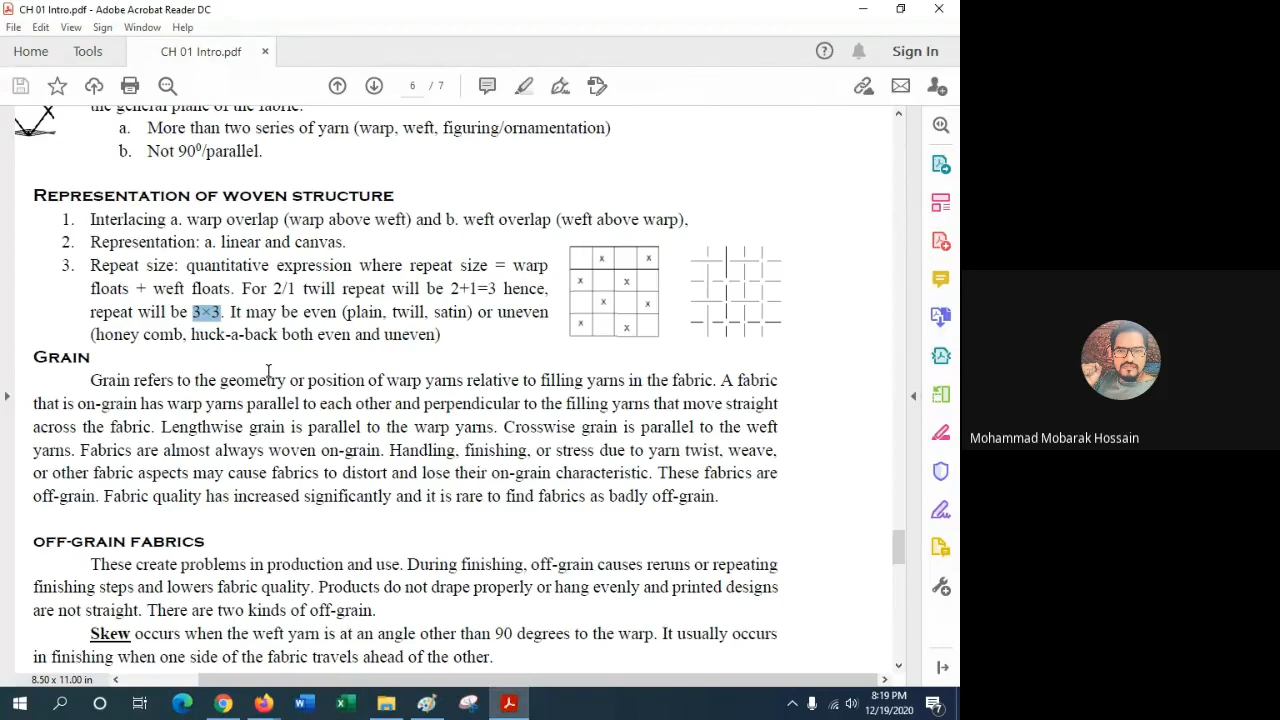 CH 01 Intro.pdf - Adobe Acrobat Reader DC
File Edit View Sign Window Help
Home Tools CH 01 Intro.pdf × Sign In
6 / 7
the general plane of the fabric.
a. More than two series of yarn (warp, weft, figuring/ornamentation)
b. Not 90⁰/parallel.
REPRESENTATION OF WOVEN STRUCTURE
1. Interlacing a. warp overlap (warp above weft) and b. weft overlap (weft above warp),
2. Representation: a. linear and canvas.
3. Repeat size: quantitative expression where repeat size = warp
floats + weft floats. For 2/1 twill repeat will be 2+1=3 hence,
repeat will be 3×3. It may be even (plain, twill, satin) or uneven
(honey comb, huck-a-back both even and uneven)
x x
x x
x x
x x
GRAIN
Grain refers to the geometry or position of warp yarns relative to filling yarns in the fabric. A fabric
that is on-grain has warp yarns parallel to each other and perpendicular to the filling yarns that move straight
across the fabric. Lengthwise grain is parallel to the warp yarns. Crosswise grain is parallel to the weft
yarns. Fabrics are almost always woven on-grain. Handling, finishing, or stress due to yarn twist, weave,
or other fabric aspects may cause fabrics to distort and lose their on-grain characteristic. These fabrics are
off-grain. Fabric quality has increased significantly and it is rare to find fabrics as badly off-grain.
OFF-GRAIN FABRICS
These create problems in production and use. During finishing, off-grain causes reruns or repeating
finishing steps and lowers fabric quality. Products do not drape properly or hang evenly and printed designs
are not straight. There are two kinds of off-grain.
Skew occurs when the weft yarn is at an angle other than 90 degrees to the warp. It usually occurs
in finishing when one side of the fabric travels ahead of the other.
8.50 x 11.00 in
Mohammad Mobarak Hossain
8:19 PM
12/19/2020
7